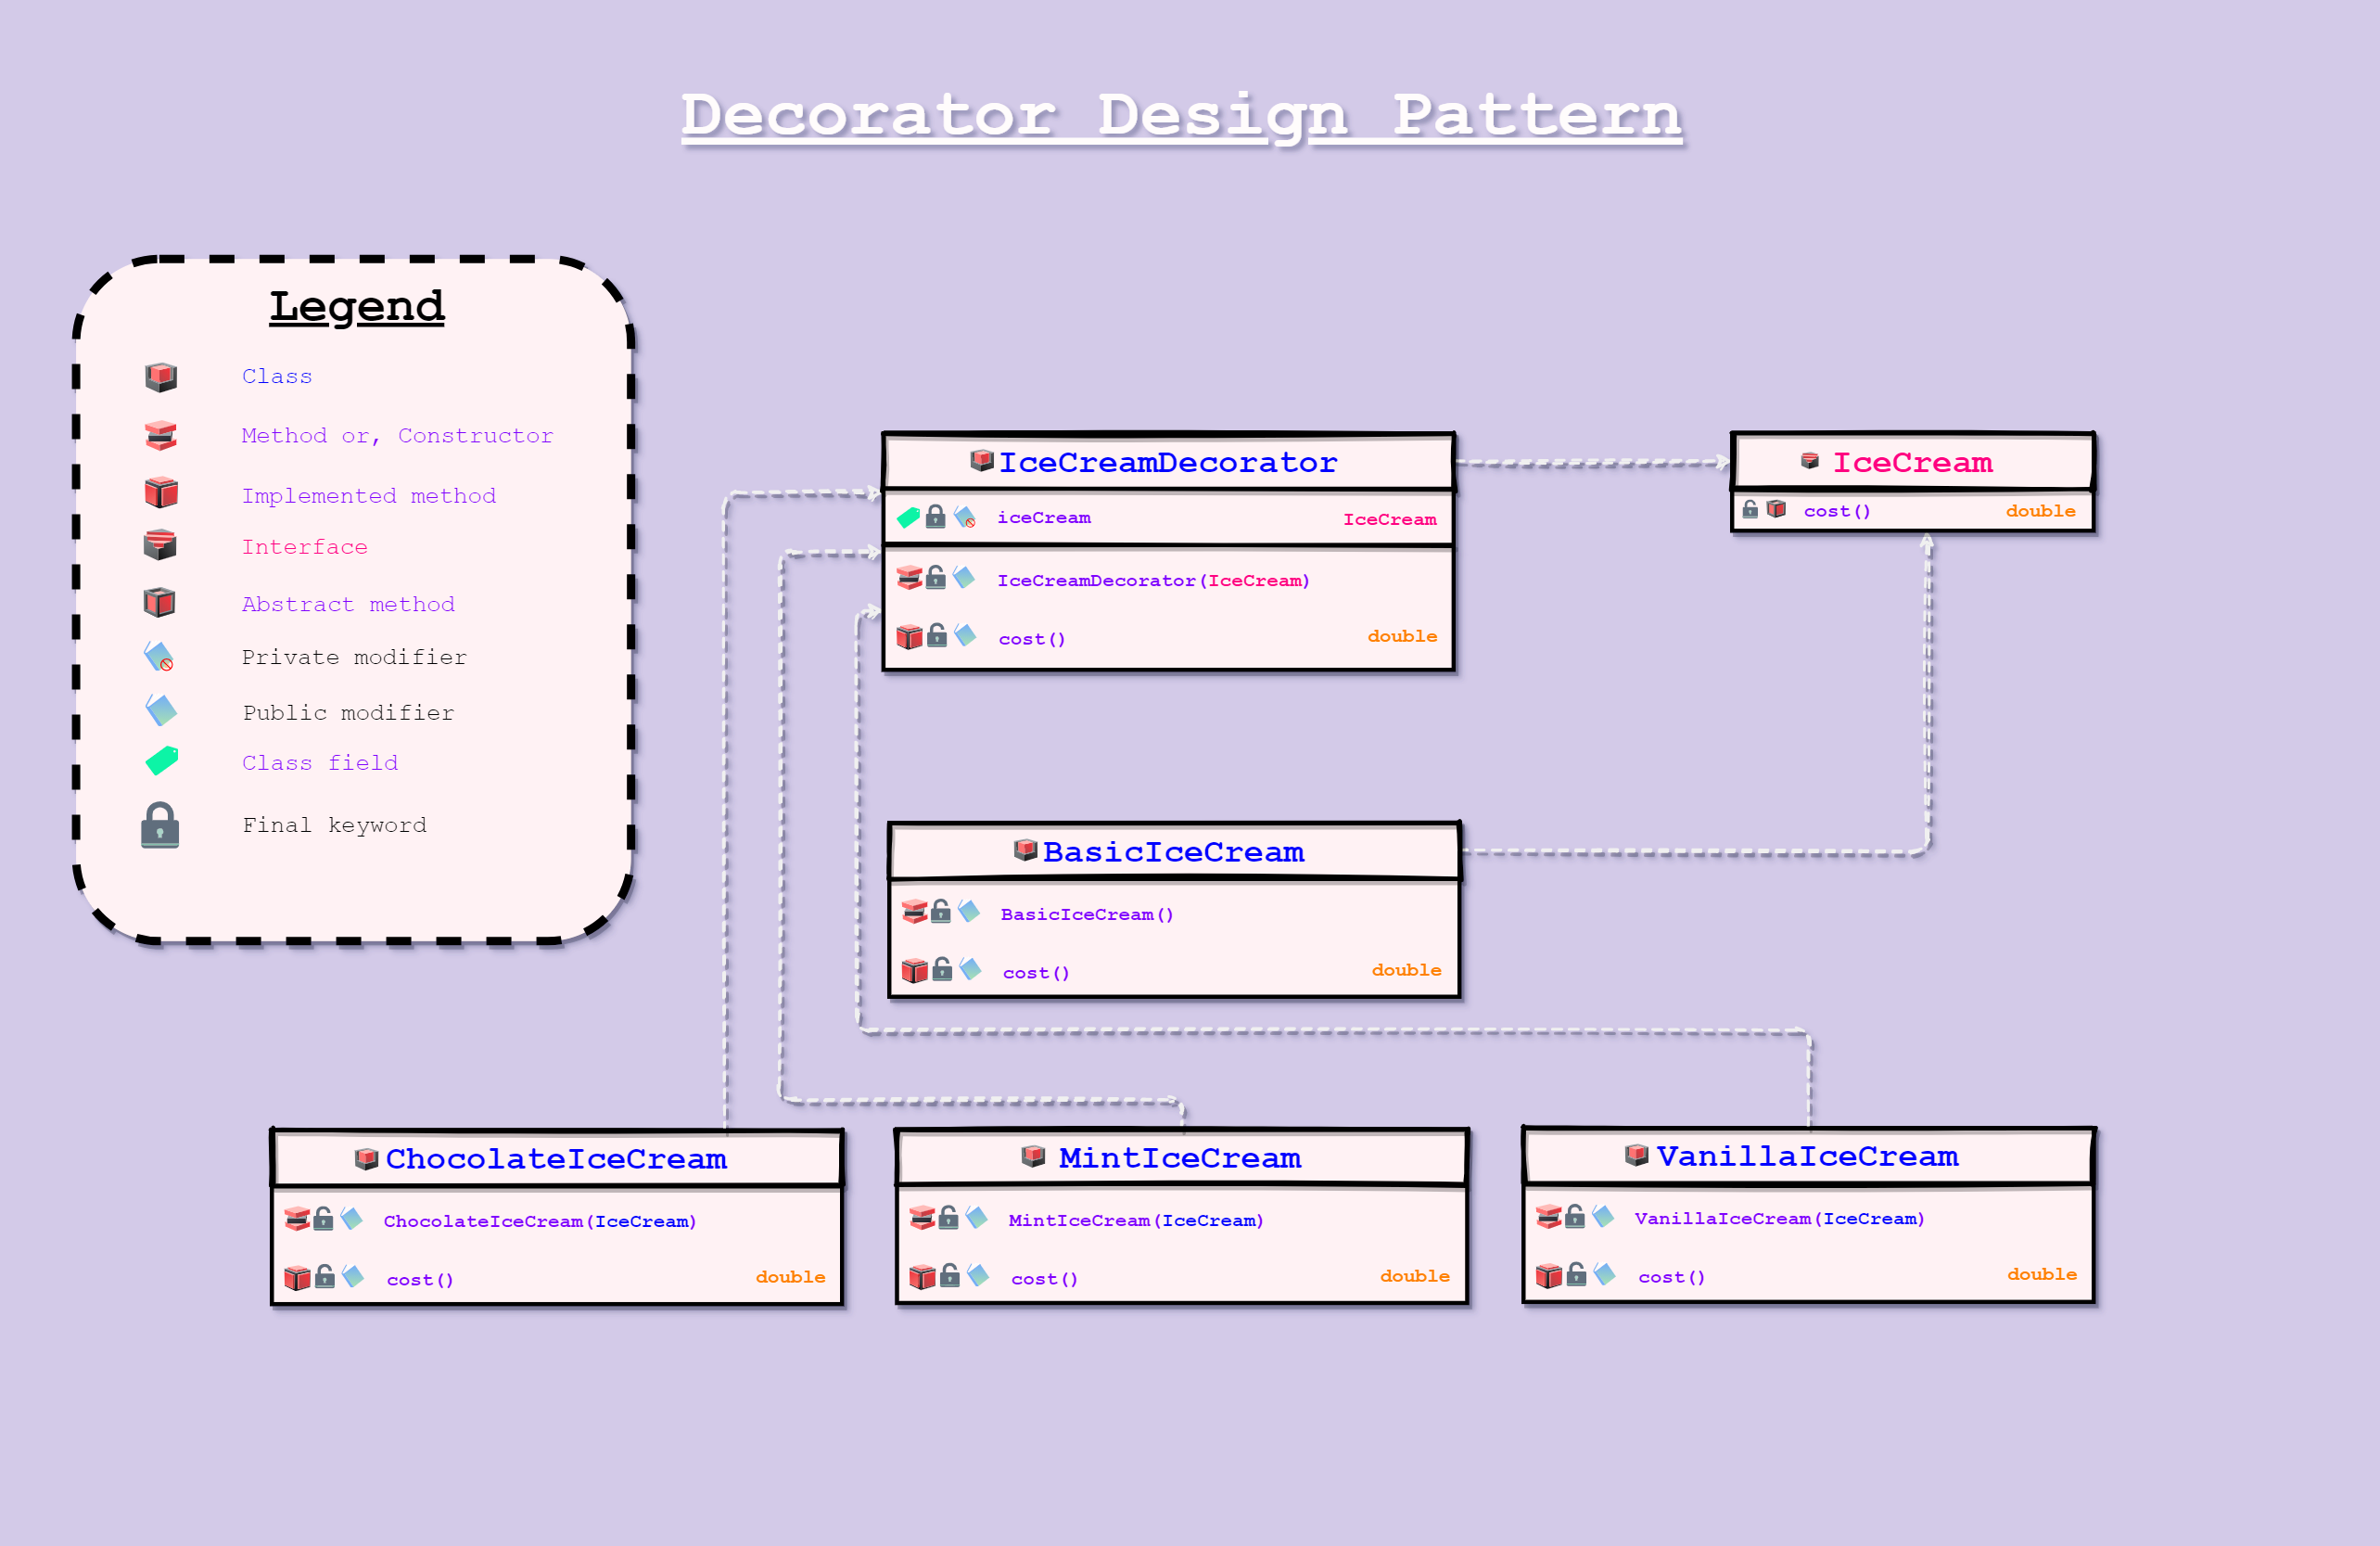 Decorator Design Pattern
Legend
Class
Method or, Constructor
Implemented method
Interface
Abstract method
Private modifier
Public modifier
Class field
Final keyword
IceCreamDecorator
iceCream IceCream
IceCreamDecorator(IceCream)
cost() double
IceCream
cost() double
BasicIceCream
BasicIceCream()
cost() double
ChocolateIceCream
ChocolateIceCream(IceCream)
cost() double
MintIceCream
MintIceCream(IceCream)
cost() double
VanillaIceCream
VanillaIceCream(IceCream)
cost() double